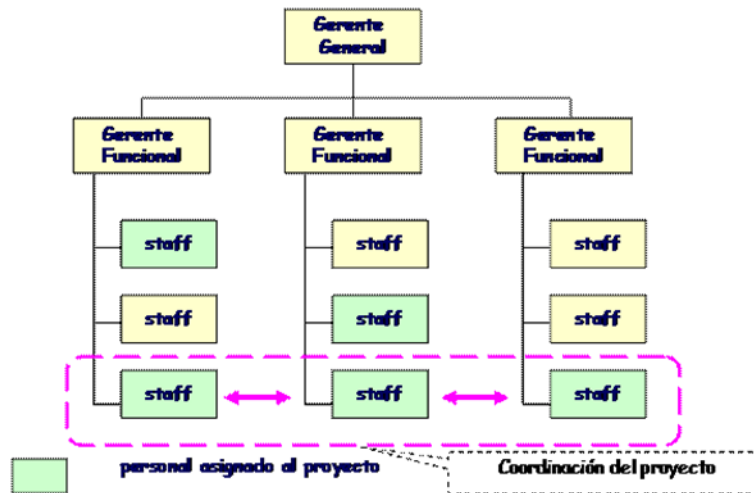 Gerente
General
Gerente
Funcional
Gerente
Funcional
Gerente
Funcional
staff
staff
staff
staff
staff
staff
staff
staff
staff
personal asignado al proyecto
Coordinación del proyecto